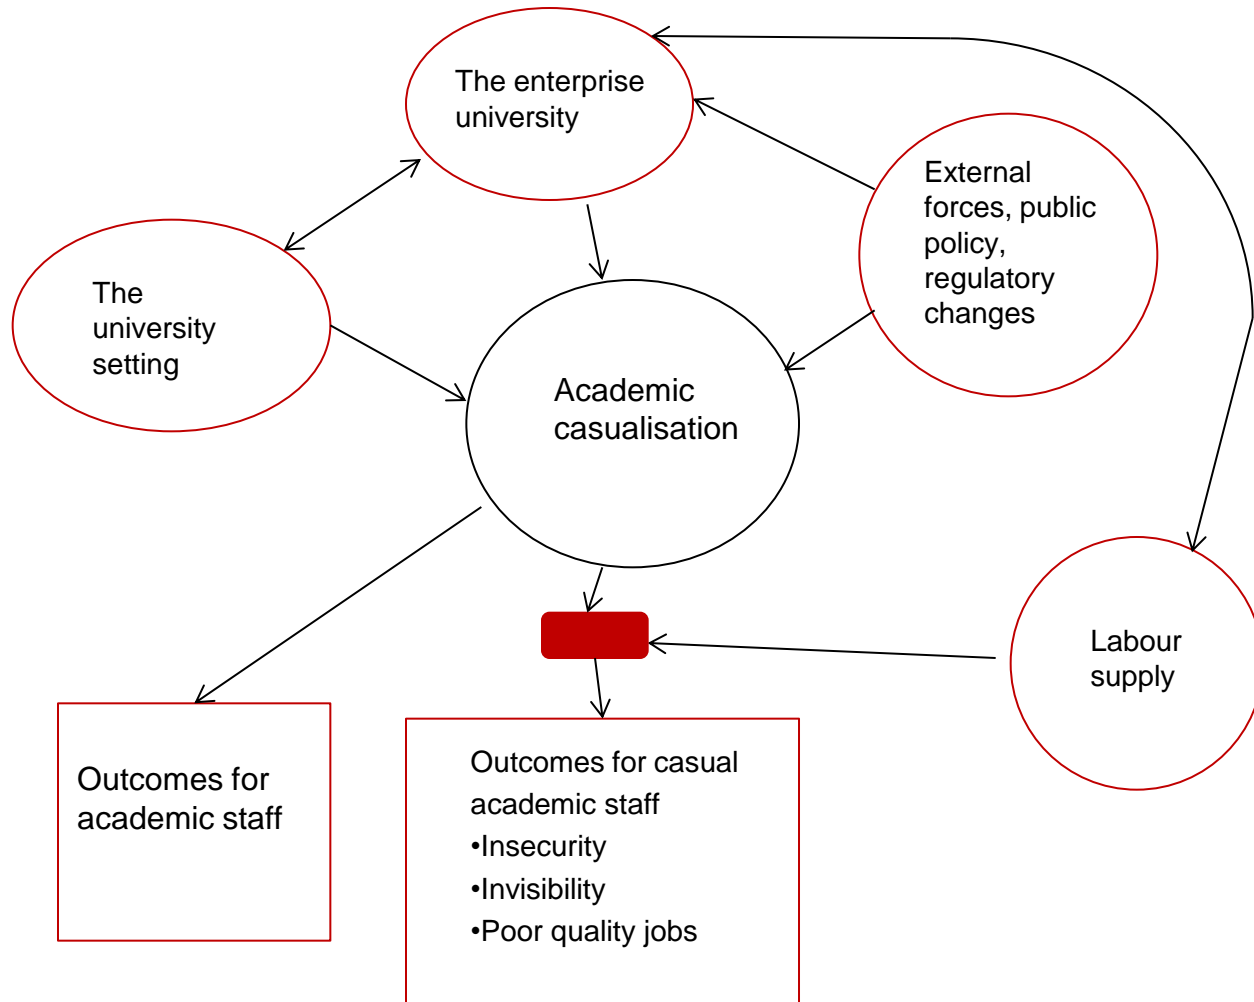 The enterprise
university
External
forces, public
policy,
regulatory
changes
The
university
setting
Academic
casualisation
Labour
supply
Outcomes for
academic staff
Outcomes for casual
academic staff
•Insecurity
•Invisibility
•Poor quality jobs